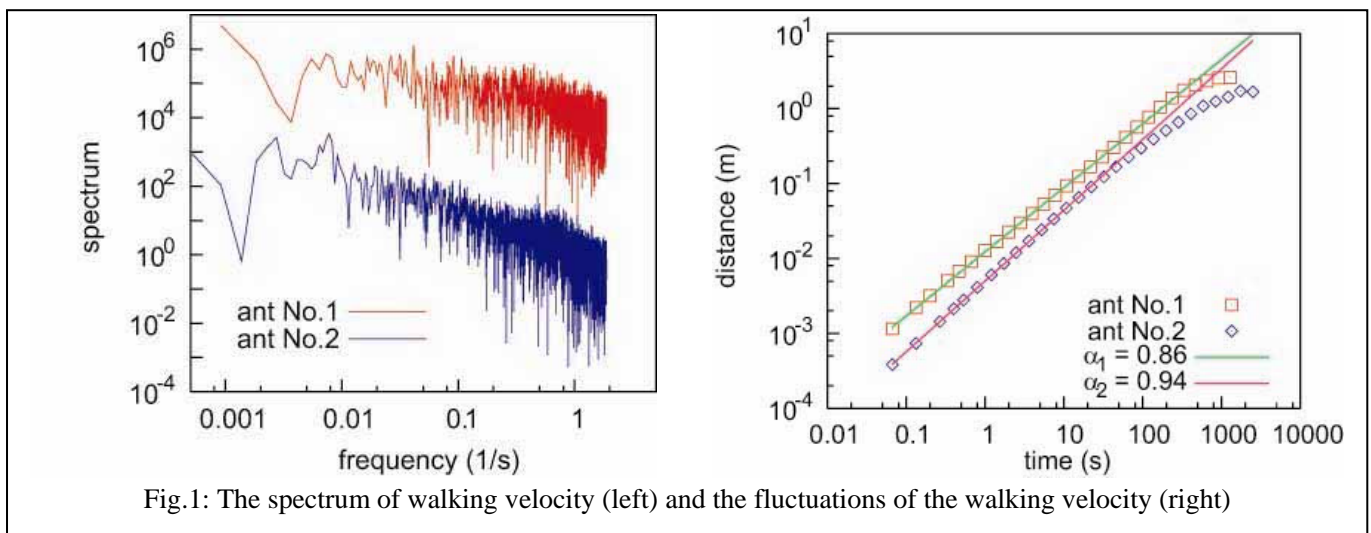 10^6
10^4
10^2
10^0
10^-2
10^-4
spectrum
ant No.1
ant No.2
0.001 0.01 0.1 1
frequency (1/s)
10^1
10^0
10^-1
10^-2
10^-3
10^-4
distance (m)
ant No.1
ant No.2
α1 = 0.86
α2 = 0.94
0.01 0.1 1 10 100 1000 10000
time (s)
Fig.1: The spectrum of walking velocity (left) and the fluctuations of the walking velocity (right)